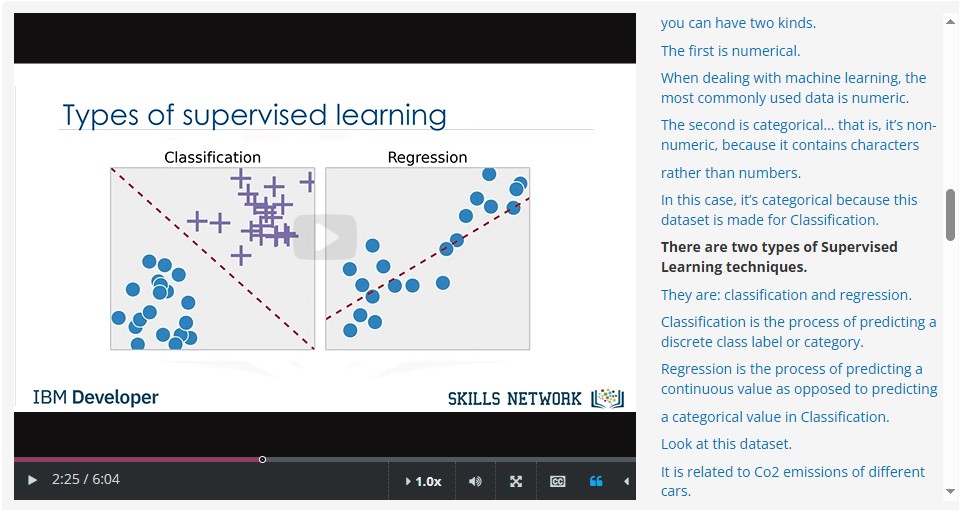 Types of supervised learning
Classification
Regression
IBM Developer
SKILLS NETWORK
2:25 / 6:04
1.0x
you can have two kinds.
The first is numerical.
When dealing with machine learning, the
most commonly used data is numeric.
The second is categorical… that is, it’s non-
numeric, because it contains characters
rather than numbers.
In this case, it’s categorical because this
dataset is made for Classification.
There are two types of Supervised
Learning techniques.
They are: classification and regression.
Classification is the process of predicting a
discrete class label or category.
Regression is the process of predicting a
continuous value as opposed to predicting
a categorical value in Classification.
Look at this dataset.
It is related to Co2 emissions of different
cars.